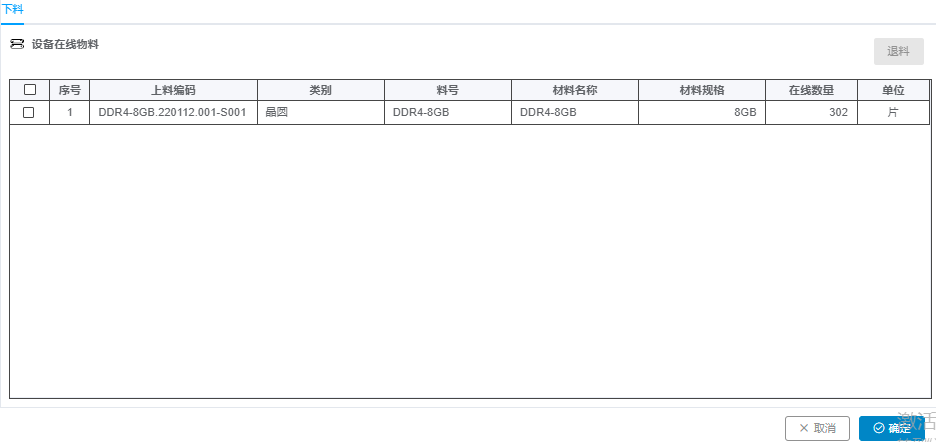 下料
设备在线物料
退料
序号 上料编码 类别 料号 材料名称 材料规格 在线数量 单位
1 DDR4-8GB.220112.001-S001 晶圆 DDR4-8GB DDR4-8GB 8GB 302 片
取消 确定
激活